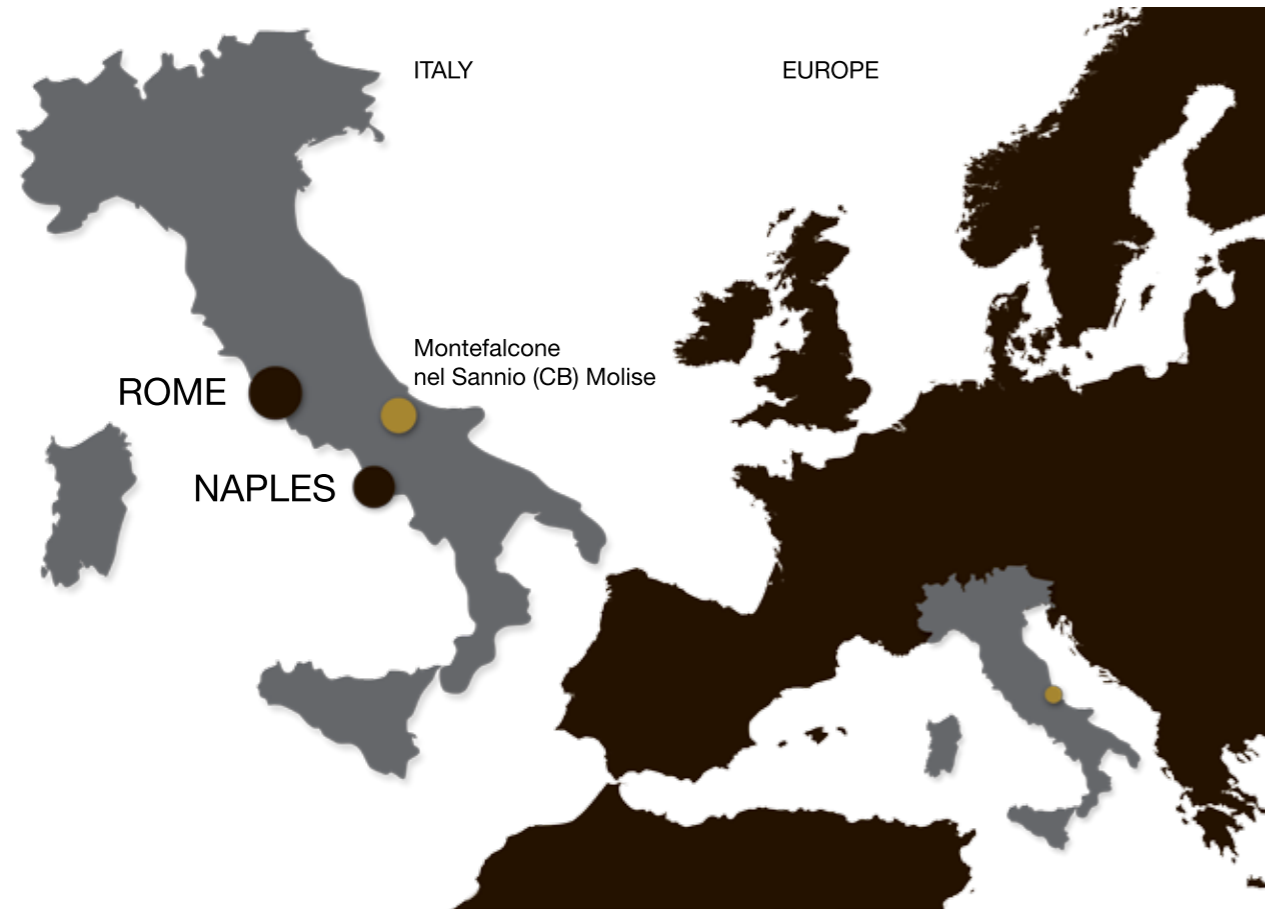 ITALY
EUROPE
Montefalcone
nel Sannio (CB) Molise
ROME
NAPLES